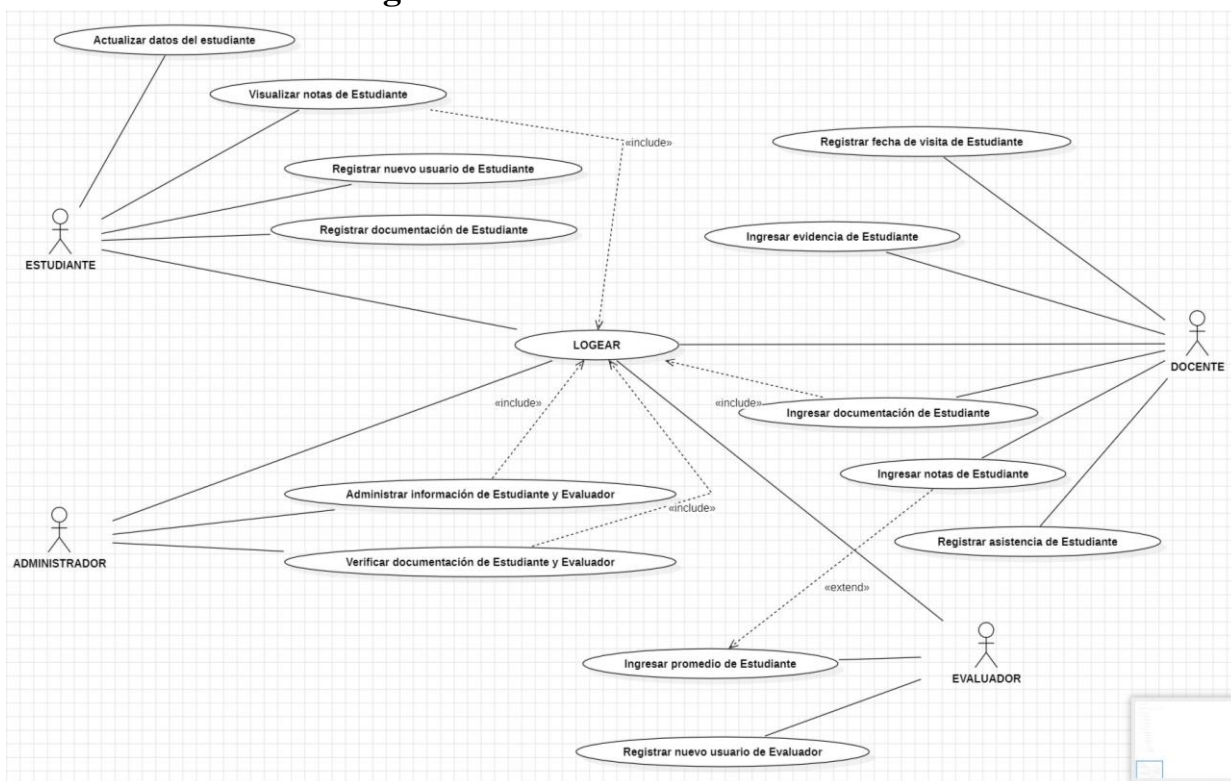 Actualizar datos del estudiante
Visualizar notas de Estudiante
«include»
Registrar fecha de visita de Estudiante
Registrar nuevo usuario de Estudiante
Registrar documentación de Estudiante
Ingresar evidencia de Estudiante
ESTUDIANTE
LOGEAR
DOCENTE
«include»
«include»
Ingresar documentación de Estudiante
Ingresar notas de Estudiante
Administrar información de Estudiante y Evaluador
«include»
Registrar asistencia de Estudiante
ADMINISTRADOR
Verificar documentación de Estudiante y Evaluador
«extend»
Ingresar promedio de Estudiante
EVALUADOR
Registrar nuevo usuario de Evaluador